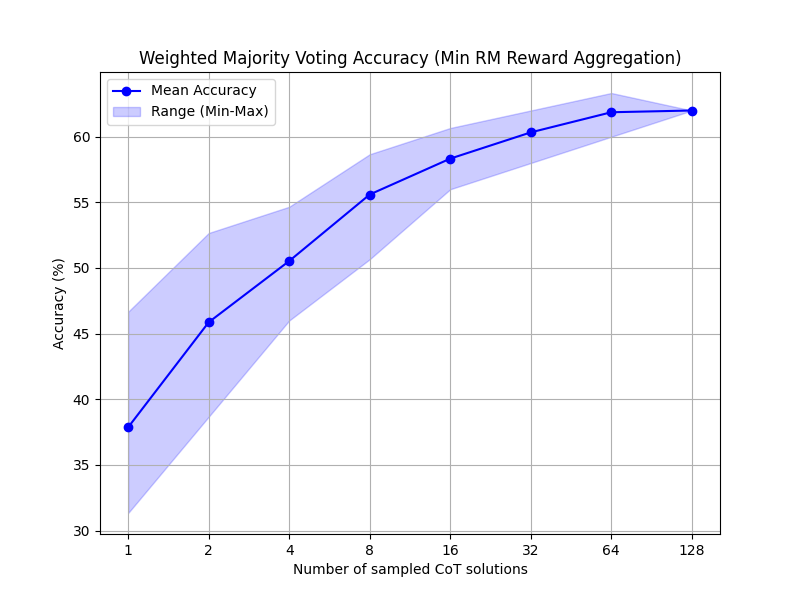 Weighted Majority Voting Accuracy (Min RM Reward Aggregation)
Mean Accuracy
Range (Min-Max)
Accuracy (%)
60
55
50
45
40
35
30
1 2 4 8 16 32 64 128
Number of sampled CoT solutions